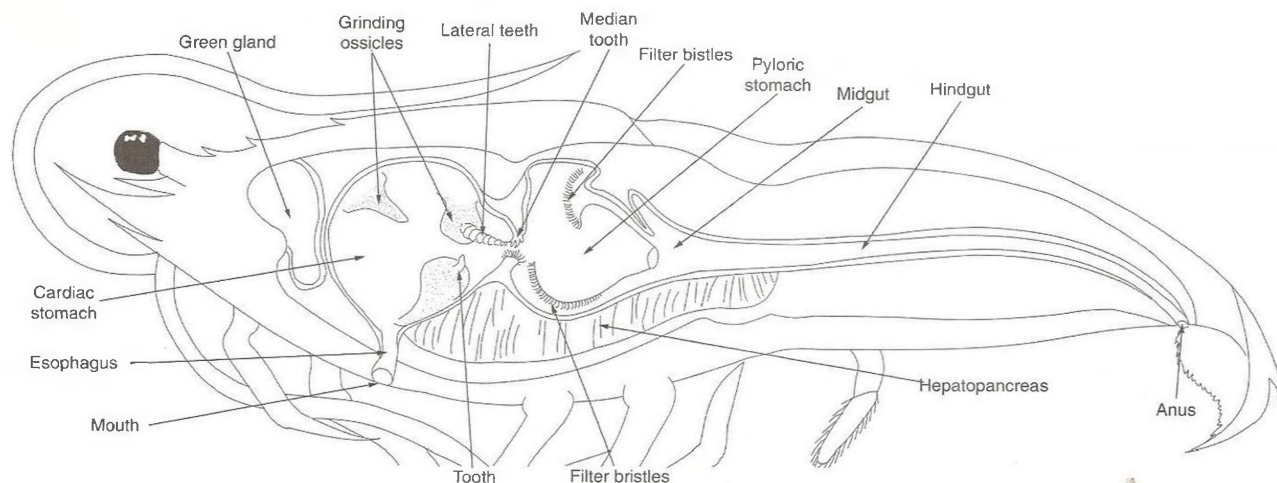 Green gland
Grinding
ossicles
Lateral teeth
Median
tooth
Filter bistles
Pyloric
stomach
Midgut
Hindgut
Cardiac
stomach
Esophagus
Mouth
Tooth
Filter bristles
Hepatopancreas
Anus